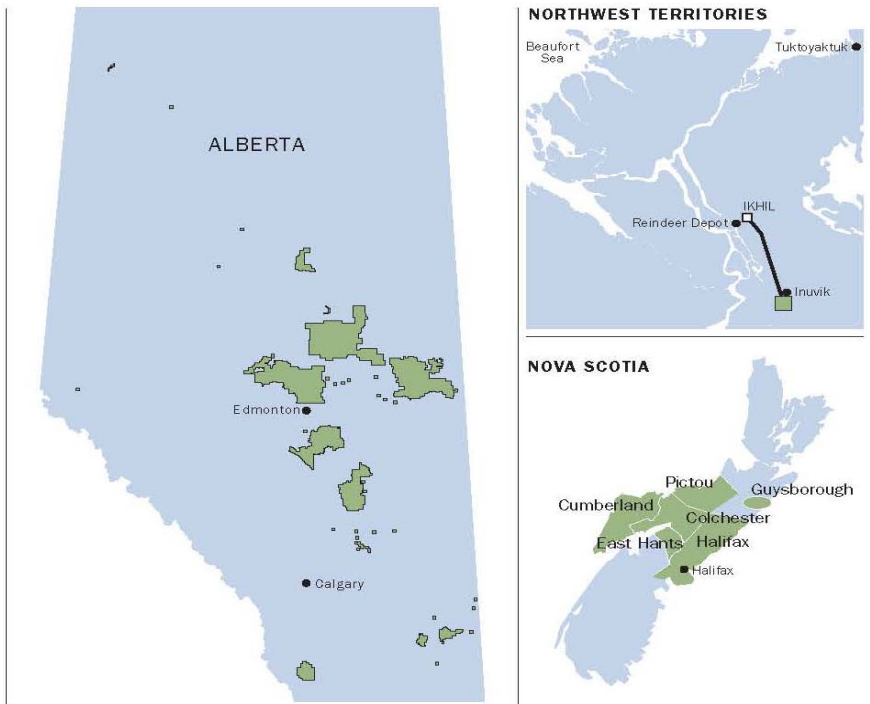 ALBERTA
Edmonton
Calgary
NORTHWEST TERRITORIES
Beaufort
Sea
Tuktoyaktuk
IKHIL
Reindeer Depot
Inuvik
NOVA SCOTIA
Pictou
Guysborough
Cumberland
Colchester
East Hants
Halifax
Halifax